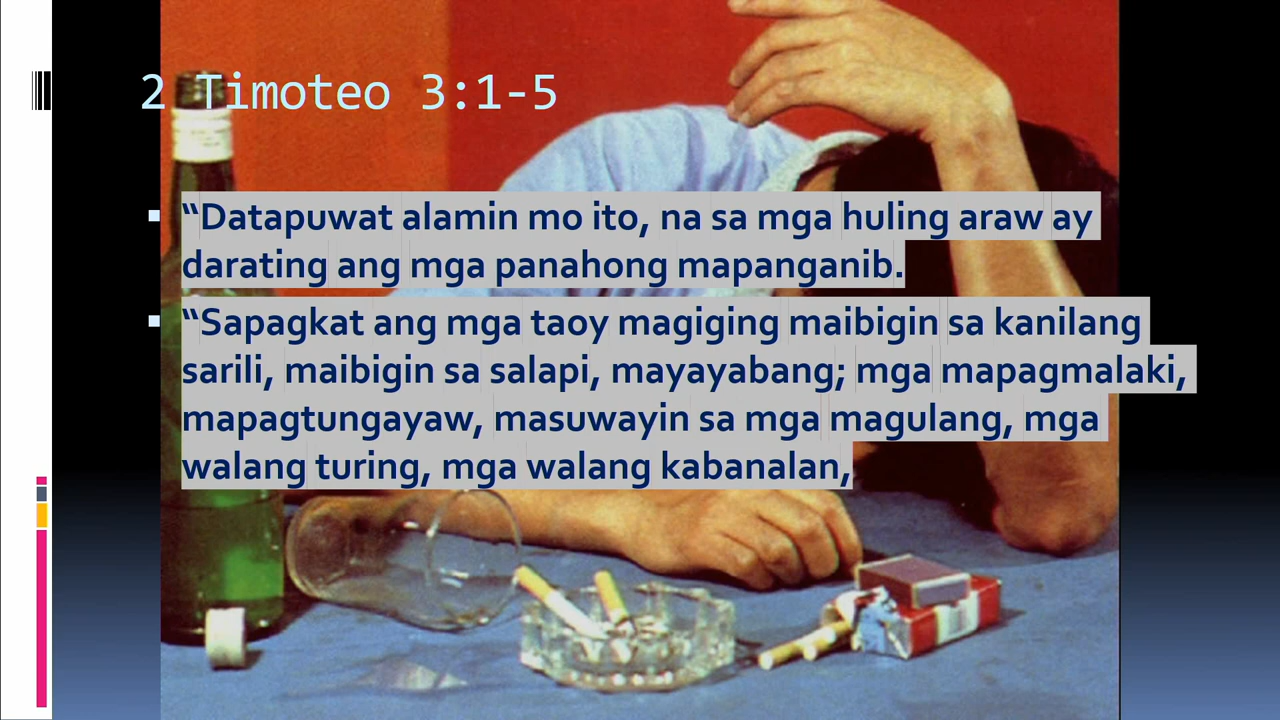 2 Timoteo 3:1-5
“Datapuwat alamin mo ito, na sa mga huling araw ay
darating ang mga panahong mapanganib.
“Sapagkat ang mga taoy magiging maibigin sa kanilang
sarili, maibigin sa salapi, mayayabang; mga mapagmalaki,
mapagtungayaw, masuwayin sa mga magulang, mga
walang turing, mga walang kabanalan,